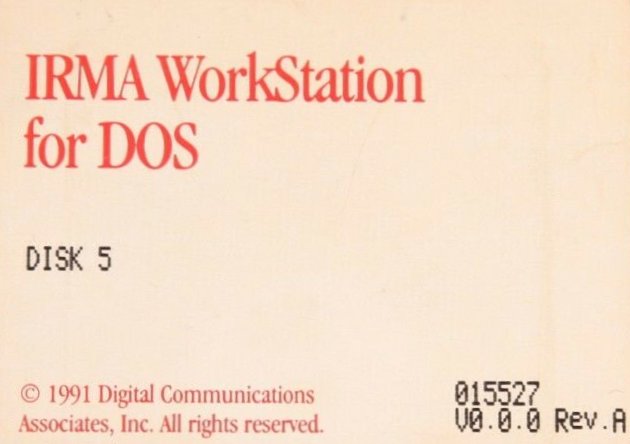 IRMA WorkStation
for DOS
DISK 5
© 1991 Digital Communications
Associates, Inc. All rights reserved.
015527
V0.0.0 Rev.A